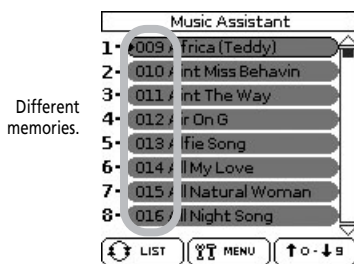 Music Assistant
1- 009 Africa (Teddy)
2- 010 Aint Miss Behavin
3- 011 Aint The Way
Different
memories.
4- 012 Air On G
5- 013 Alfie Song
6- 014 All My Love
7- 015 All Natural Woman
8- 016 All Night Song
LIST MENU ↑0-↓9